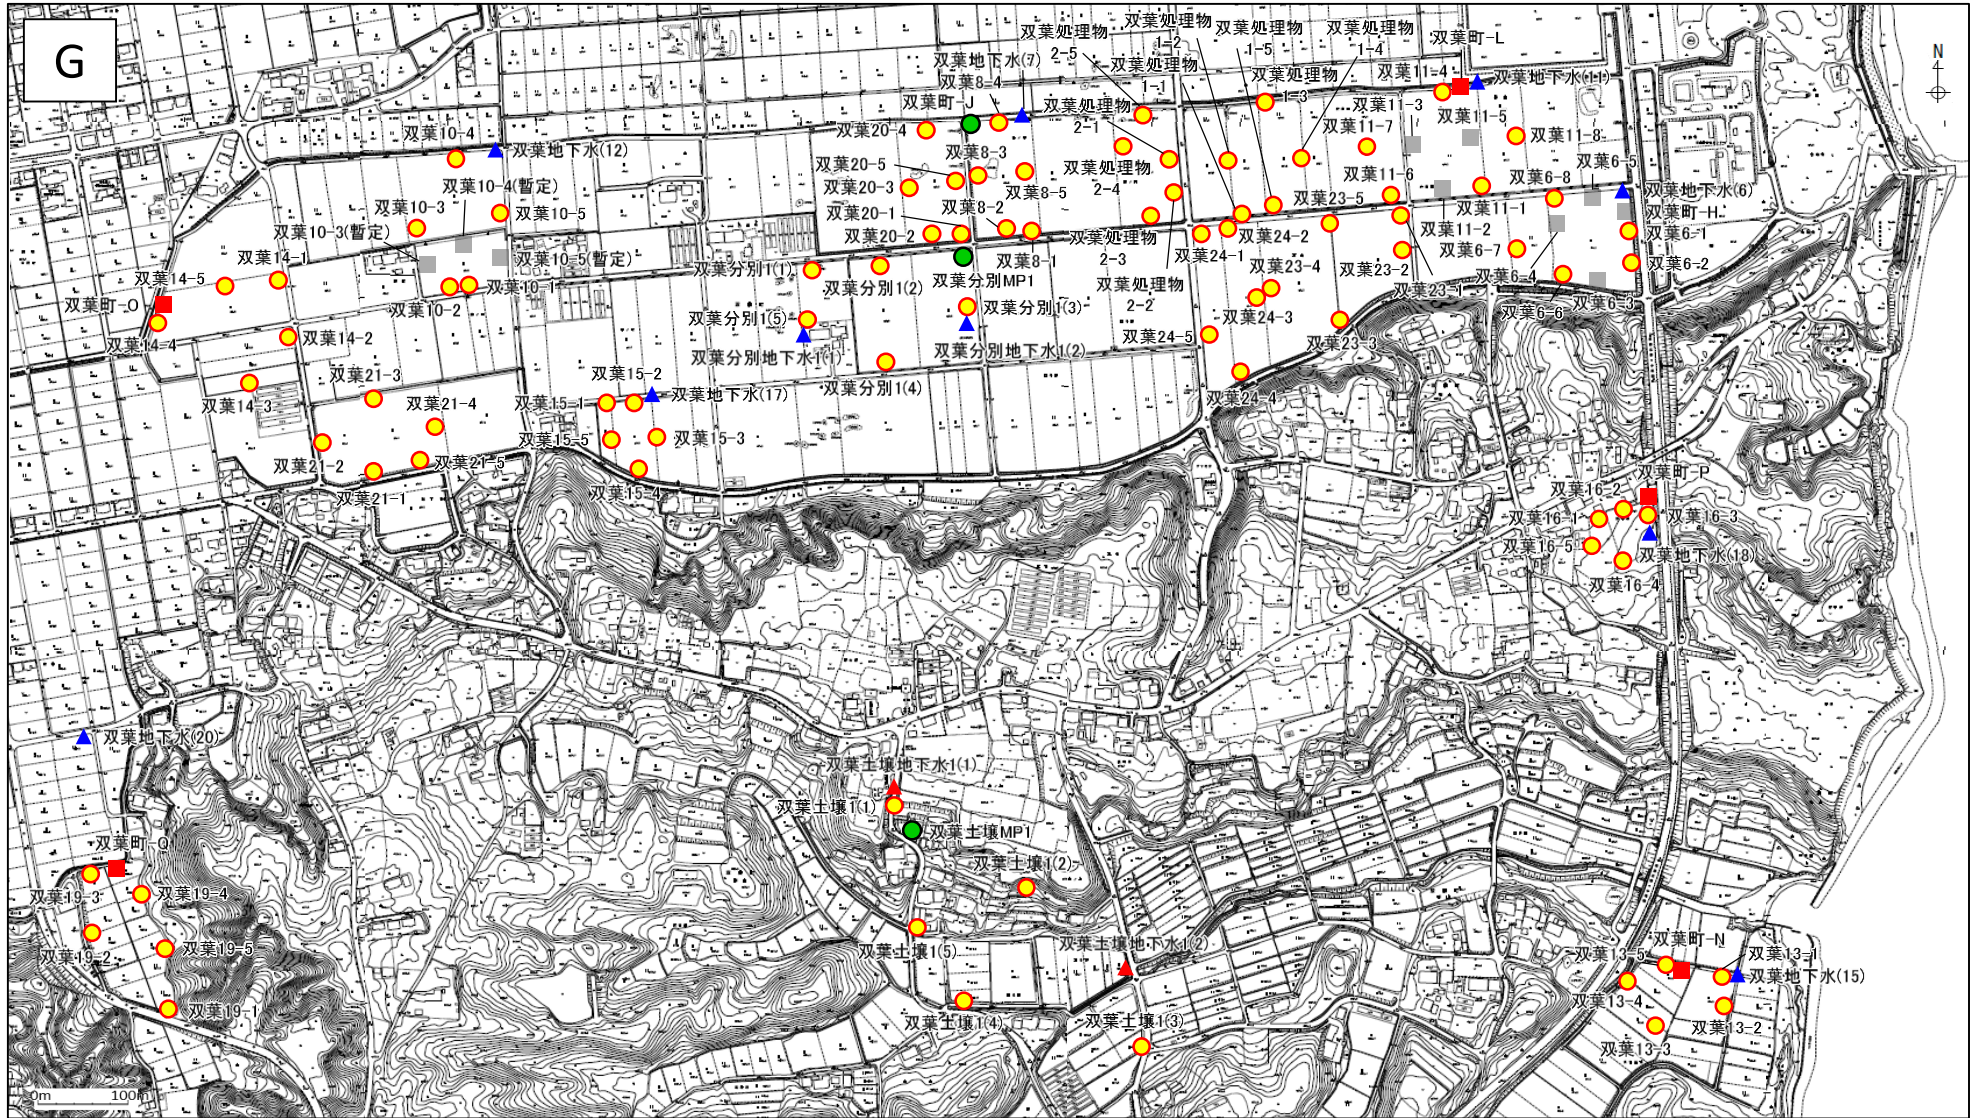 G
N
双葉処理物
1-2
双葉処理物
1-5
双葉処理物
1-4
双葉処理物
2-5
双葉町-L
双葉地下水(7)
双葉処理物
1-1
双葉処理物
1-3
双葉11-4
双葉地下水(11)
双葉8-4
双葉町-J
双葉処理物
2-1
双葉11-3
双葉11-5
双葉20-4
双葉11-7
双葉11-8
双葉10-4
双葉地下水(12)
双葉8-3
双葉20-5
双葉処理物
2-4
双葉11-6
双葉6-5
双葉6-8
双葉10-4(暫定)
双葉20-3
双葉8-5
双葉23-5
双葉地下水(6)
双葉10-3
双葉10-5
双葉20-1
双葉8-2
双葉11-1
双葉町-H
双葉10-3(暫定)
双葉20-2
双葉処理物
2-3
双葉24-2
双葉11-2
双葉6-1
双葉14-1
双葉10-5(暫定)
双葉8-1
双葉24-1
双葉6-7
双葉14-5
双葉分別1(1)
双葉23-4
双葉23-2
双葉6-2
双葉10-1
双葉分別1(2)
双葉分別MP1
双葉処理物
2-2
双葉23-1
双葉6-4
双葉6-3
双葉町-O
双葉10-2
双葉分別1(3)
双葉6-6
双葉分別1(5)
双葉24-3
双葉14-4
双葉14-2
双葉24-5
双葉23-3
双葉分別地下水1(1)
双葉分別地下水1(2)
双葉21-3
双葉15-2
双葉分別1(4)
双葉地下水(17)
双葉24-4
双葉14-3
双葉21-4
双葉15-1
双葉15-5
双葉15-3
双葉21-2
双葉21-5
双葉21-1
双葉15-4
双葉町-P
双葉16-2
双葉16-1
双葉16-3
双葉16-5
双葉地下水(18)
双葉16-4
双葉地下水(20)
双葉土壌地下水1(1)
双葉土壌1(1)
双葉土壌MP1
双葉町-Q
双葉土壌1(2)
双葉19-3
双葉19-4
双葉19-5
双葉19-2
双葉土壌1(5)
双葉土壌地下水1(2)
双葉町-N
双葉13-5
双葉13-1
双葉地下水(15)
双葉13-4
双葉19-1
双葉土壌1(4)
双葉土壌1(3)
双葉13-2
双葉13-3
0m
100m